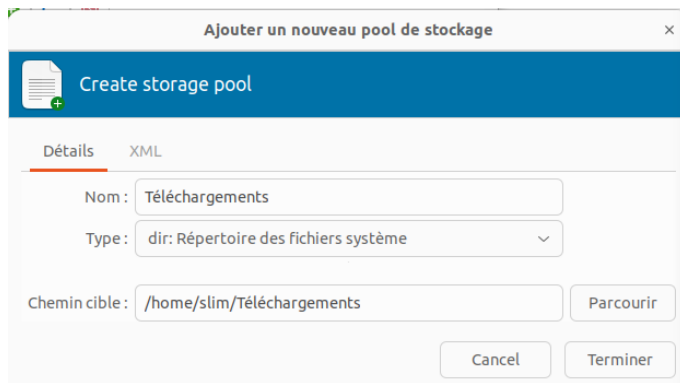 Ajouter un nouveau pool de stockage ×
Create storage pool
Détails XML
Nom : Téléchargements
Type : dir: Répertoire des fichiers système
Chemin cible : /home/slim/Téléchargements Parcourir
Cancel Terminer